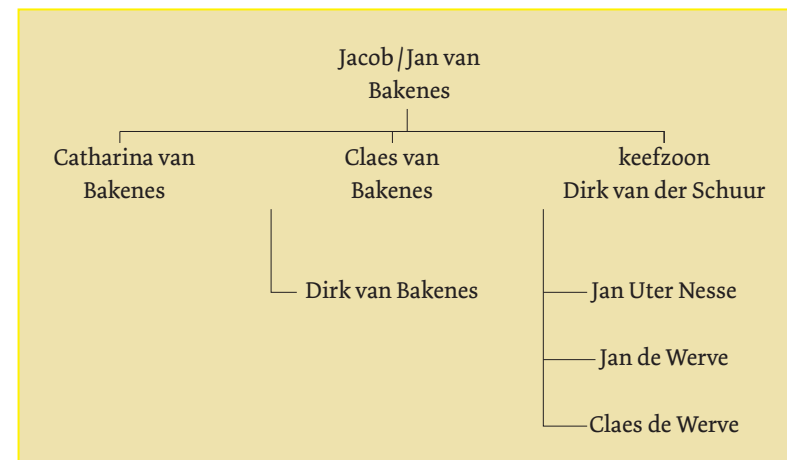 Jacob/Jan van
Bakenes
Catharina van
Bakenes
Claes van
Bakenes
keefzoon
Dirk van der Schuur
Dirk van Bakenes
Jan Uter Nesse
Jan de Werve
Claes de Werve